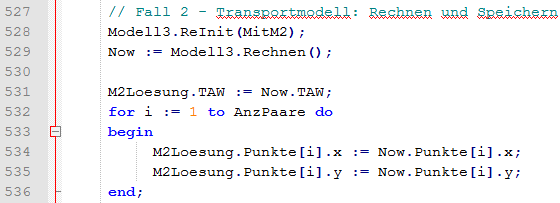 527 // Fall 2 - Transportmodell: Rechnen und Speichern
528 Modell3.ReInit(MitM2);
529 Now := Modell3.Rechnen();
530
531 M2Loesung.TAW := Now.TAW;
532 for i := 1 to AnzPaare do
533 begin
534 M2Loesung.Punkte[i].x := Now.Punkte[i].x;
535 M2Loesung.Punkte[i].y := Now.Punkte[i].y;
536 end;